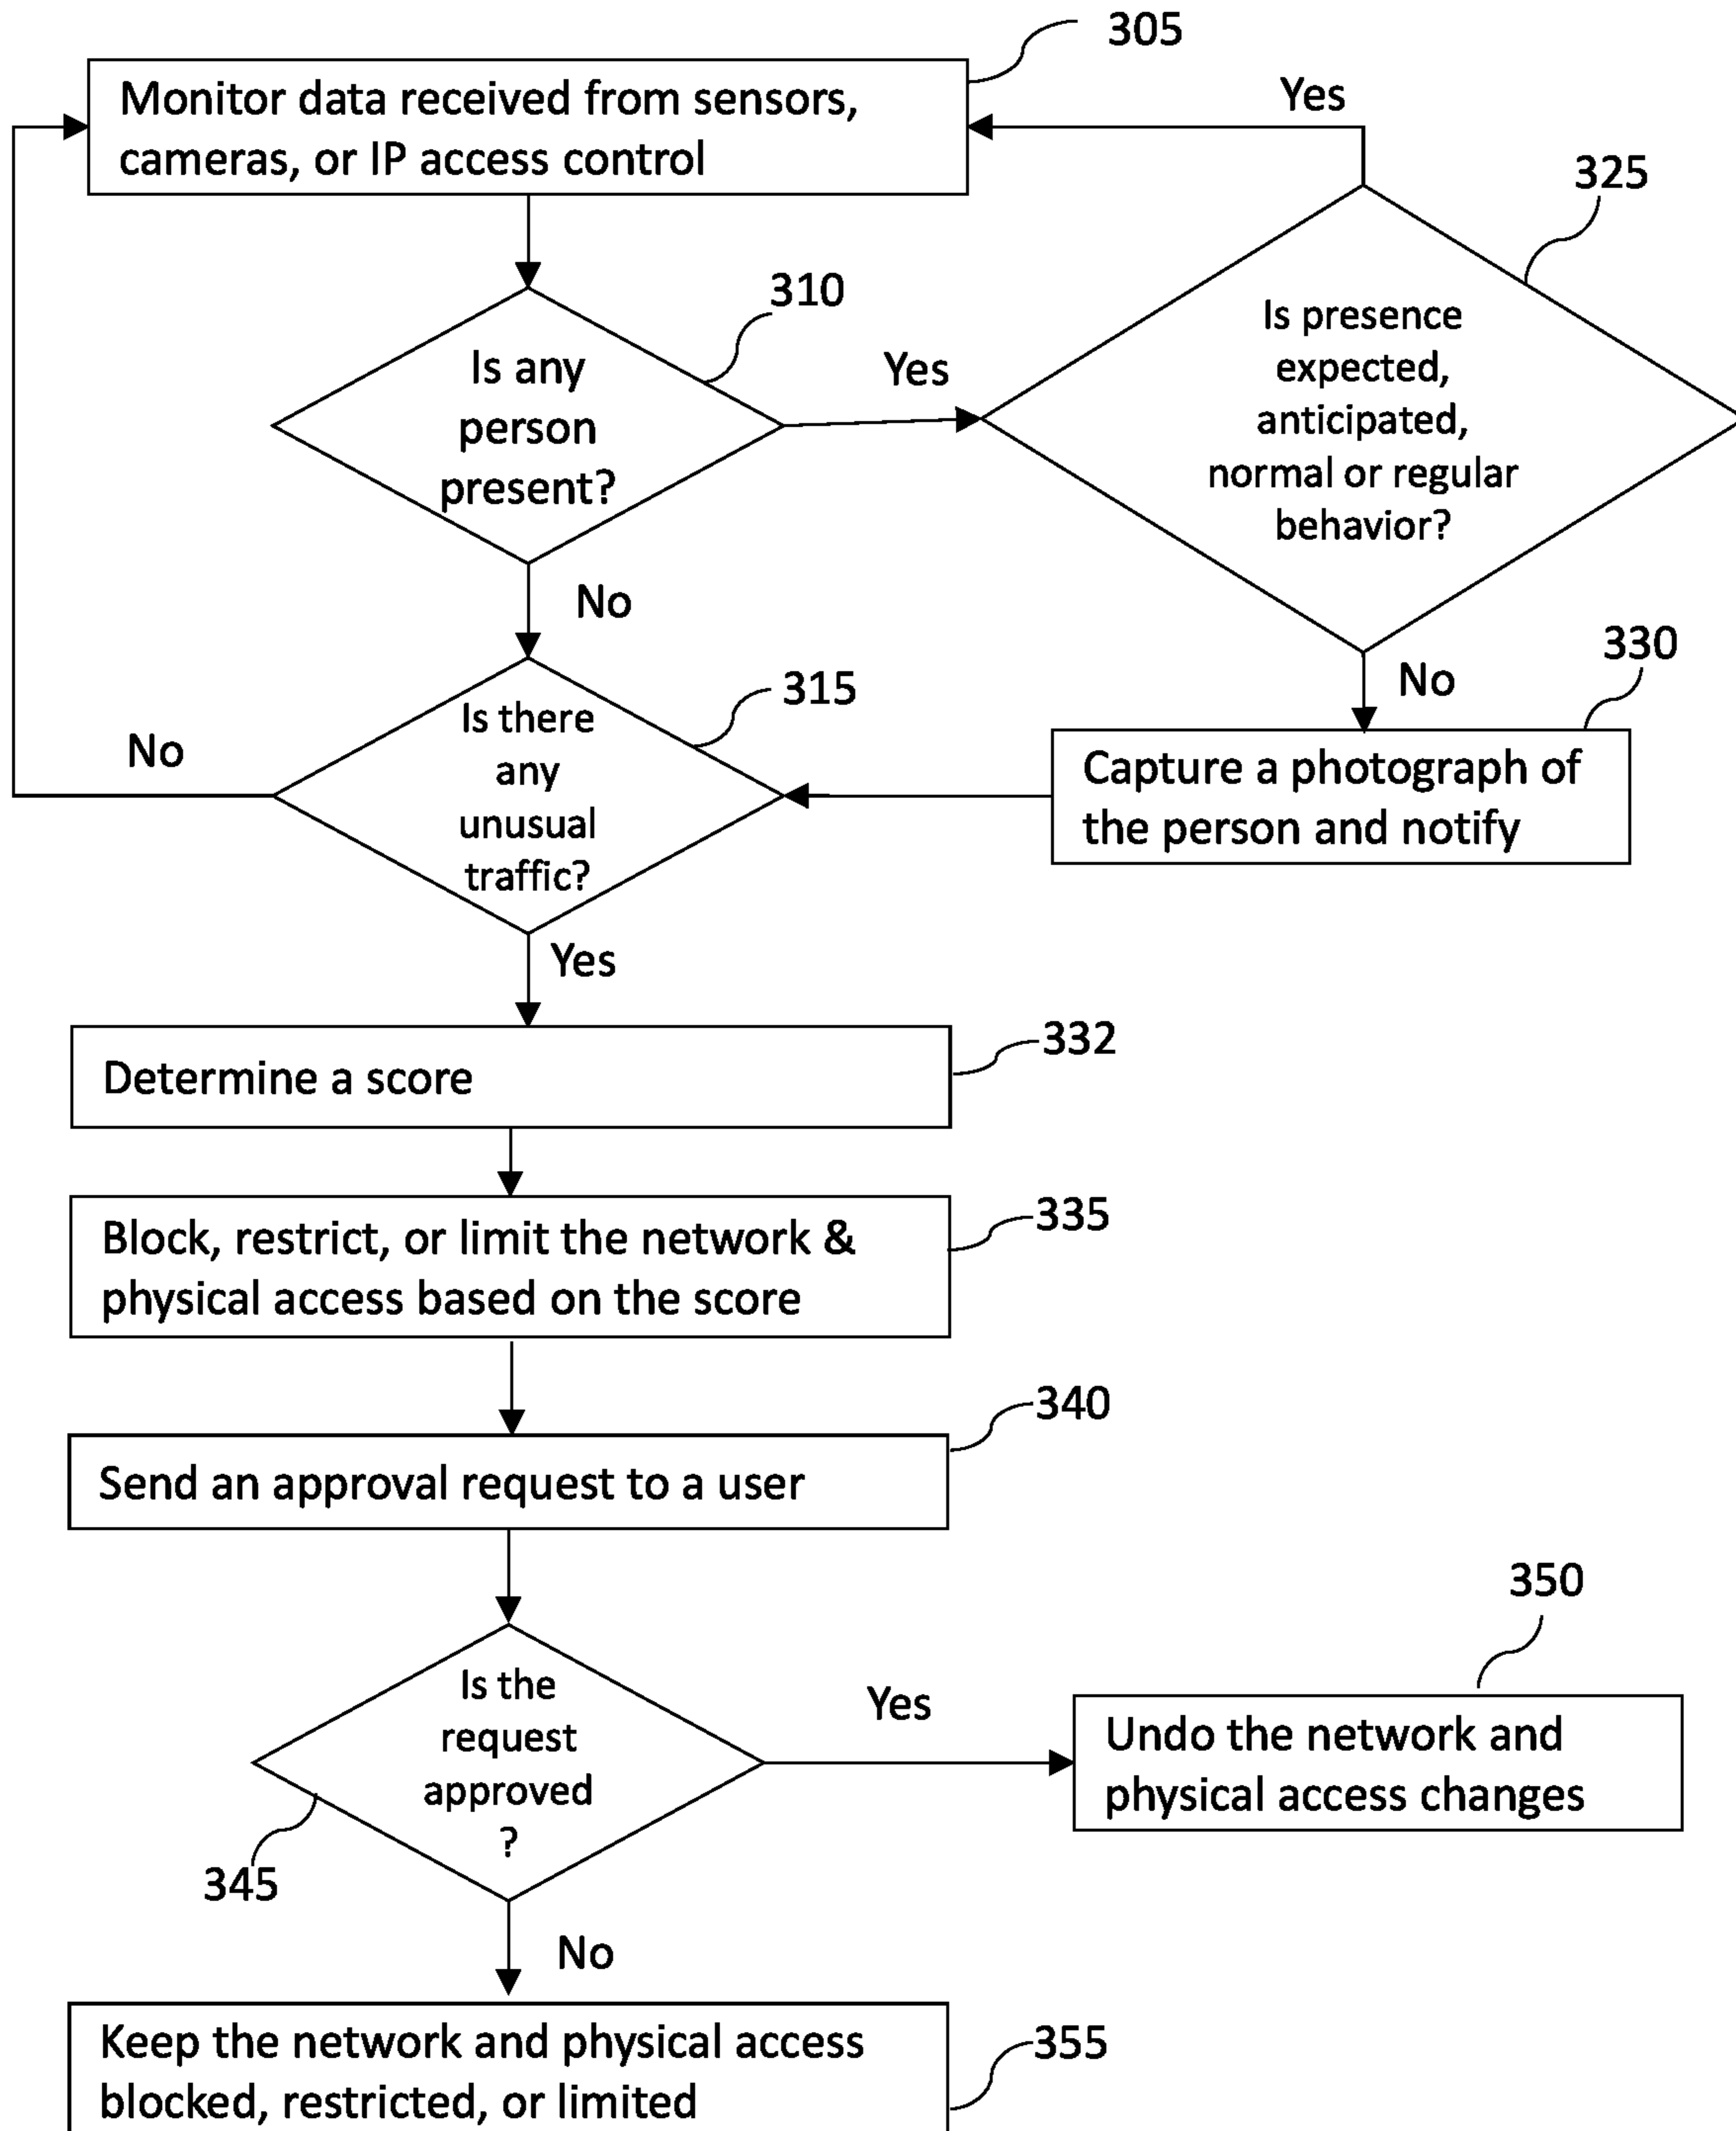 305
Monitor data received from sensors,
cameras, or IP access control
Yes
325
310
Is any
person
present?
Yes
Is presence
expected,
anticipated,
normal or regular
behavior?
No
No
330
315
Is there
any
unusual
traffic?
No
Capture a photograph of
the person and notify
Yes
332
Determine a score
335
Block, restrict, or limit the network &
physical access based on the score
340
Send an approval request to a user
350
Is the
request
approved
?
Yes
Undo the network and
physical access changes
345
No
Keep the network and physical access
blocked, restricted, or limited
355